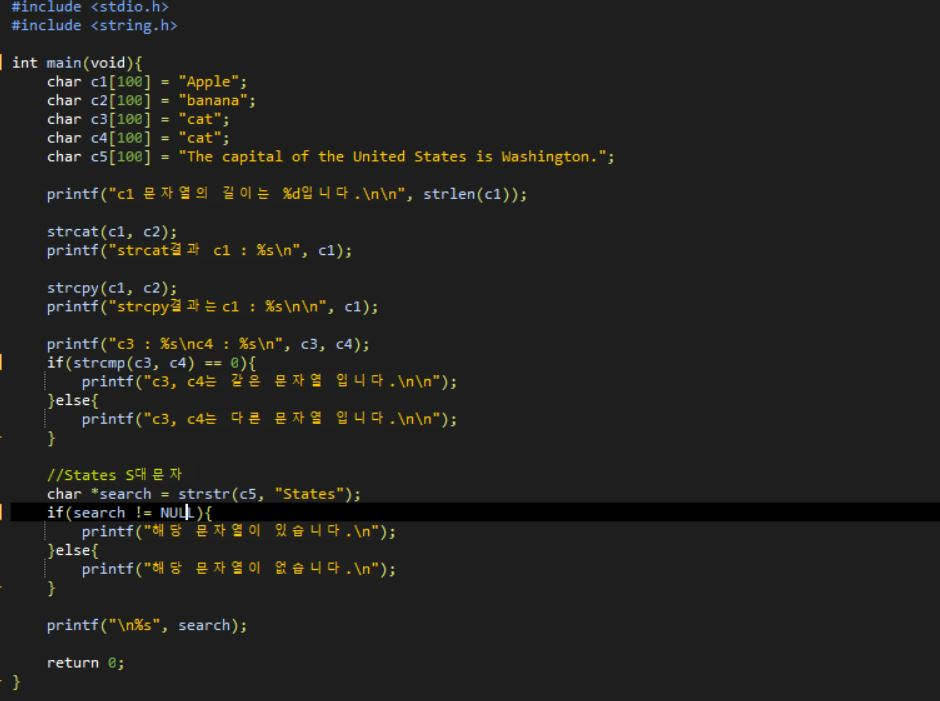 #include <stdio.h>
#include <string.h>
int main(void){
char c1[100] = "Apple";
char c2[100] = "banana";
char c3[100] = "cat";
char c4[100] = "cat";
char c5[100] = "The capital of the United States is Washington.";
printf("c1 문자열의 길이는 %d입니다.\n\n", strlen(c1));
strcat(c1, c2);
printf("strcat결과 c1 : %s\n", c1);
strcpy(c1, c2);
printf("strcpy결과는c1 : %s\n\n", c1);
printf("c3 : %s\nc4 : %s\n", c3, c4);
if(strcmp(c3, c4) == 0){
printf("c3, c4는 같은 문자열 입니다.\n\n");
}else{
printf("c3, c4는 다른 문자열 입니다.\n\n");
}
//States S대문자
char *search = strstr(c5, "States");
if(search != NULL){
printf("해당 문자열이 있습니다.\n");
}else{
printf("해당 문자열이 없습니다.\n");
}
printf("\n%s", search);
return 0;
}